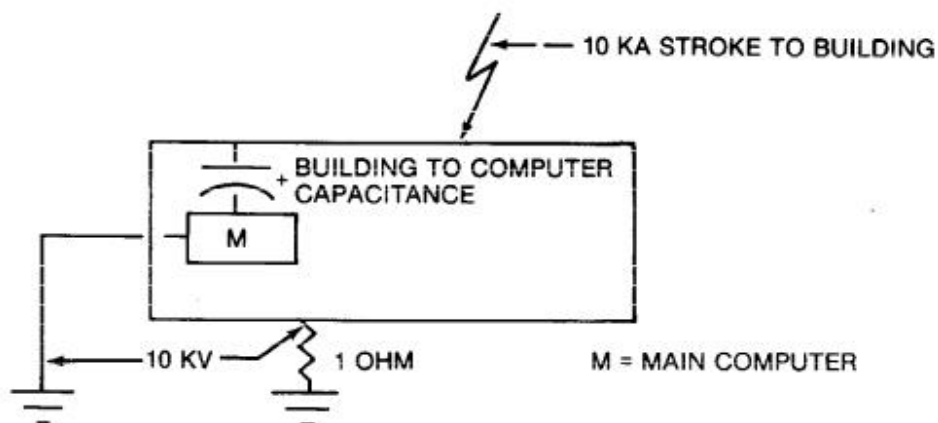 10 KA STROKE TO BUILDING
BUILDING TO COMPUTER
+
CAPACITANCE
M
10 KV
1 OHM
M = MAIN COMPUTER